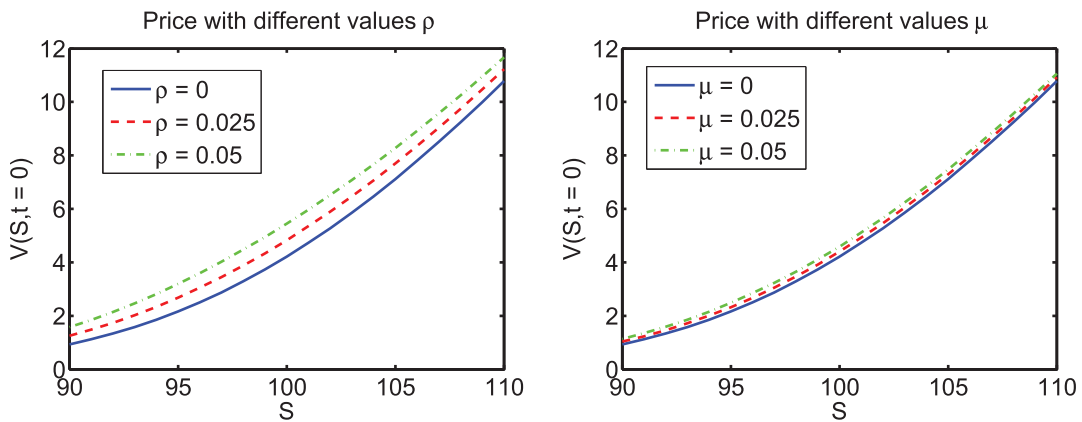 Price with different values ρ
V(S,t = 0)
12
10
8
6
4
2
0
ρ = 0
ρ = 0.025
ρ = 0.05
90
95
100
105
110
S
Price with different values μ
V(S,t = 0)
12
10
8
6
4
2
0
μ = 0
μ = 0.025
μ = 0.05
90
95
100
105
110
S